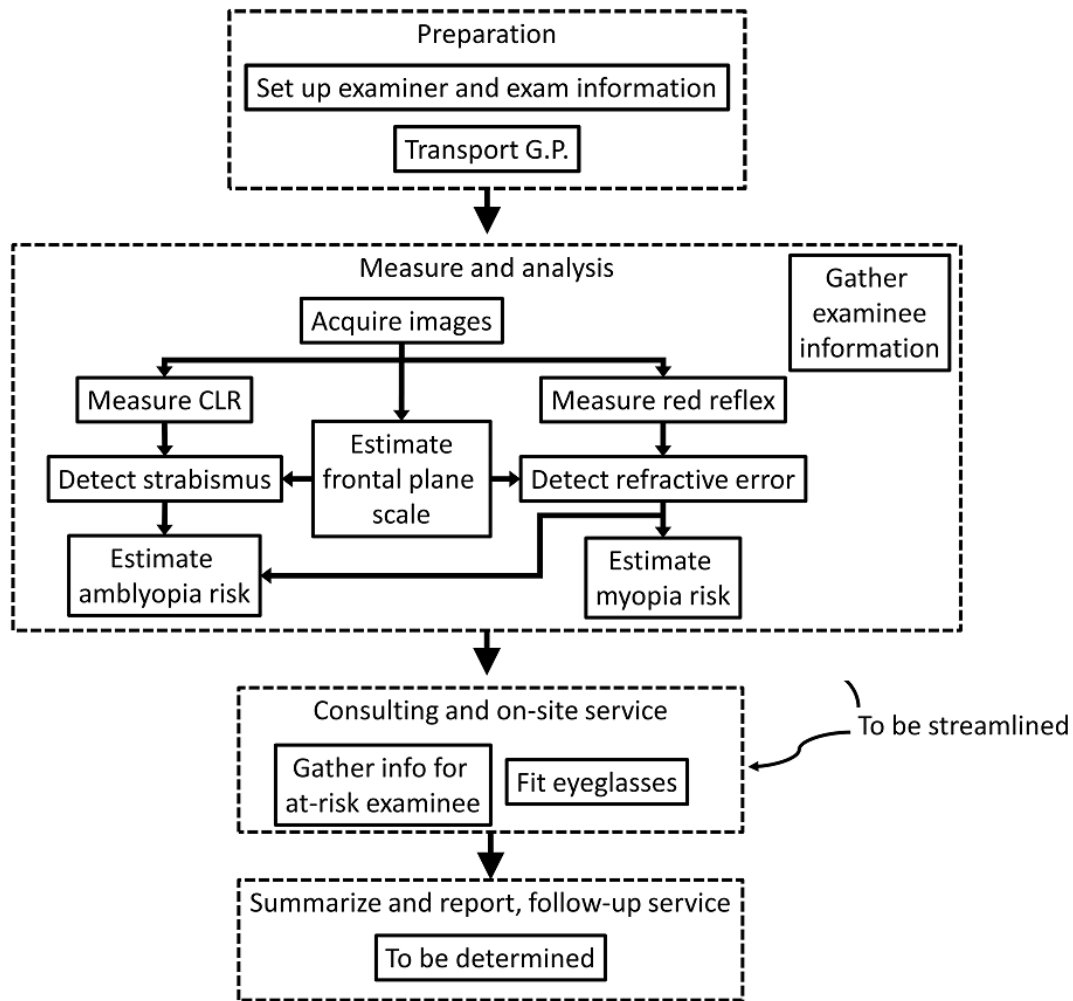 Preparation
Set up examiner and exam information
Transport G.P.
Measure and analysis
Gather
examinee
information
Acquire images
Measure CLR
Measure red reflex
Estimate
frontal plane
scale
Detect strabismus
Detect refractive error
Estimate
amblyopia risk
Estimate
myopia risk
Consulting and on-site service
To be streamlined
Gather info for
at-risk examinee
Fit eyeglasses
Summarize and report, follow-up service
To be determined